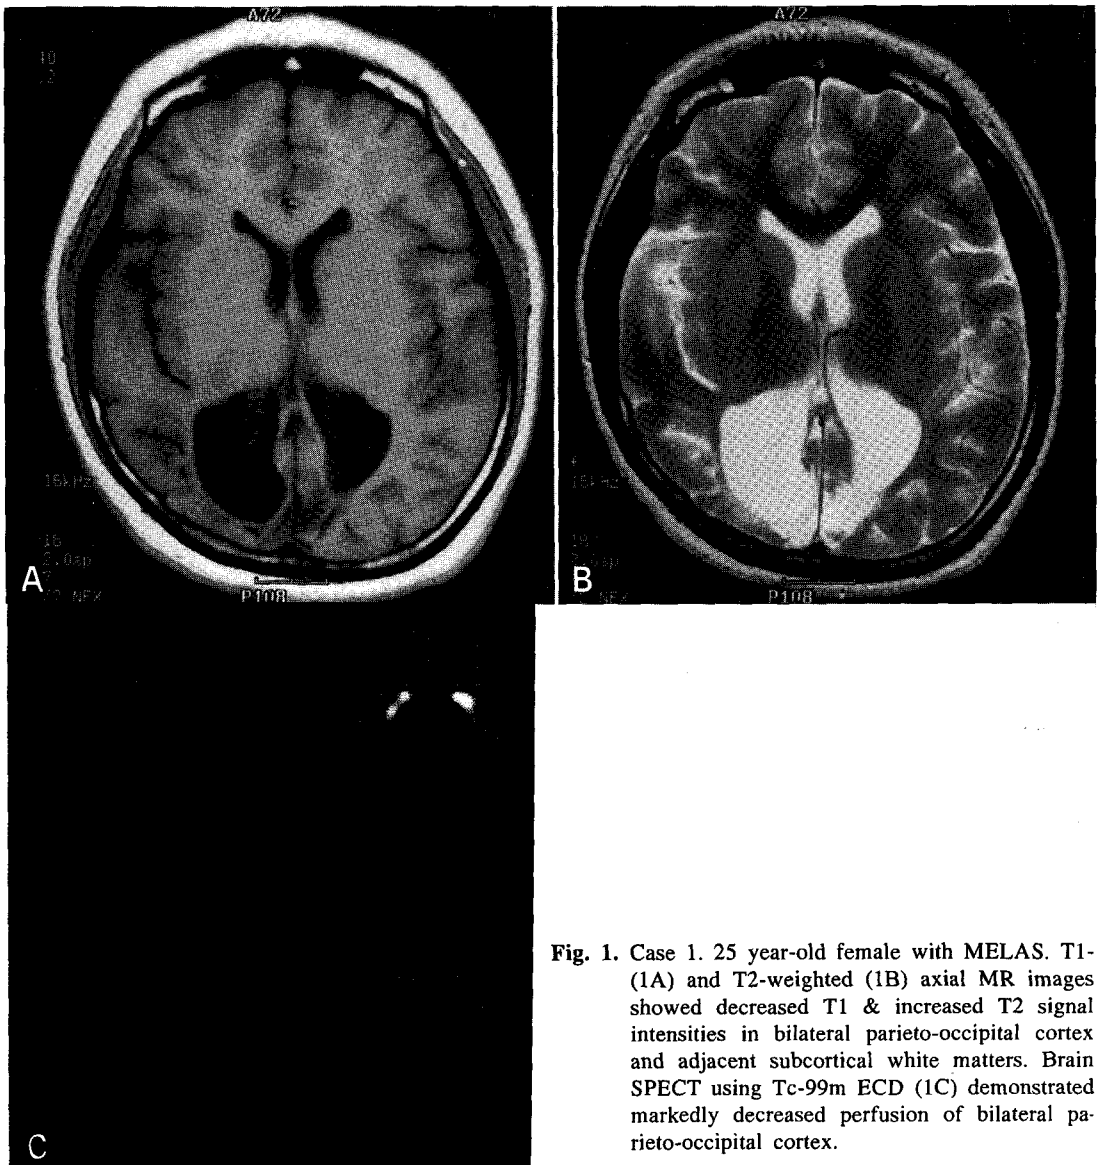 A72
A72
A
P108
B
P108
C
Fig. 1. Case 1. 25 year-old female with MELAS. T1-
(1A) and T2-weighted (1B) axial MR images
showed decreased T1 & increased T2 signal
intensities in bilateral parieto-occipital cortex
and adjacent subcortical white matters. Brain
SPECT using Tc-99m ECD (1C) demonstrated
markedly decreased perfusion of bilateral pa-
rieto-occipital cortex.